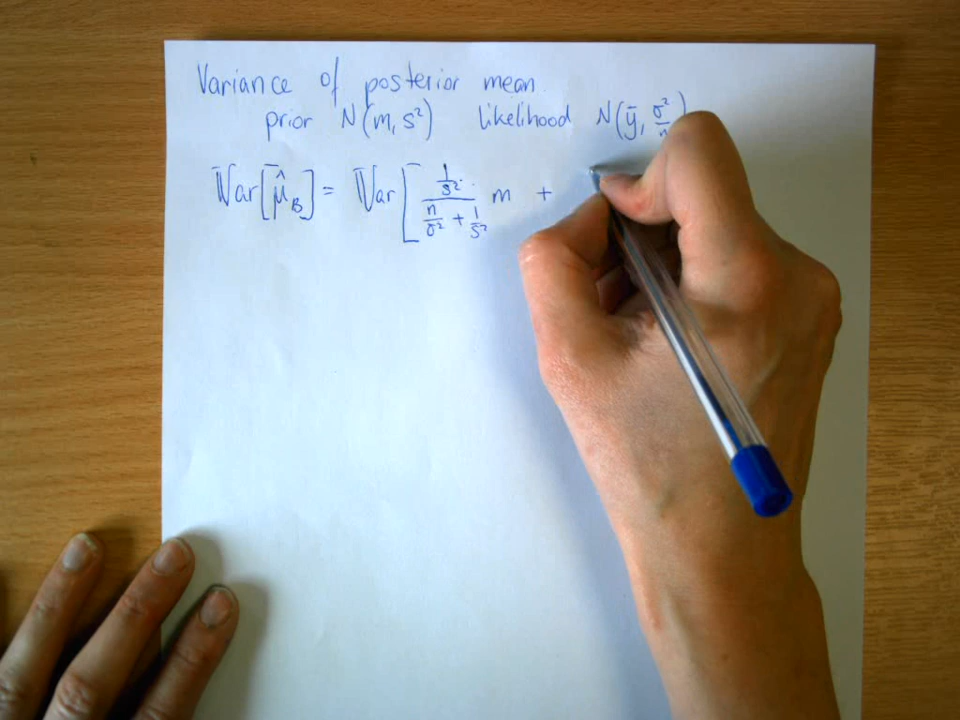 Variance of posterior mean.
prior N(m, s²) likelihood N(ȳ, σ²/n)
Var[μ̂_B] = Var[ (1/s²)/(n/σ² + 1/s²) m +